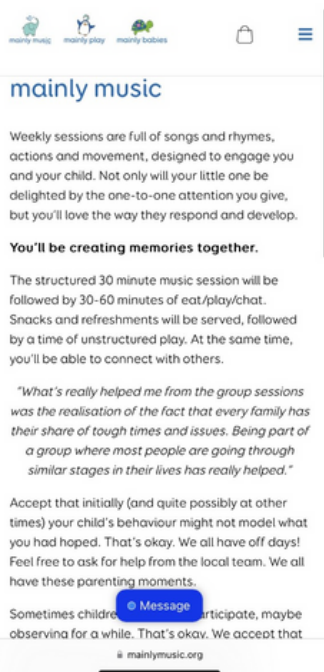 mainly music
mainly play
mainly babies
mainly music
Weekly sessions are full of songs and rhymes,
actions and movement, designed to engage you
and your child. Not only will your little one be
delighted by the one-to-one attention you give,
but you'll love the way they respond and develop.
You'll be creating memories together.
The structured 30 minute music session will be
followed by 30-60 minutes of eat/play/chat.
Snacks and refreshments will be served, followed
by a time of unstructured play. At the same time,
you'll be able to connect with others.
"What's really helped me from the group sessions
was the realisation of the fact that every family has
their share of tough times and issues. Being part of
a group where most people are going through
similar stages in their lives has really helped."
Accept that initially (and quite possibly at other
times) your child's behaviour might not model what
you had hoped. That's okay. We all have off days!
Feel free to ask for help from the local team. We all
have these parenting moments.
Message
Sometimes childre articipate, maybe
observing for a while. That's okay. We accept that
mainlymusic.org